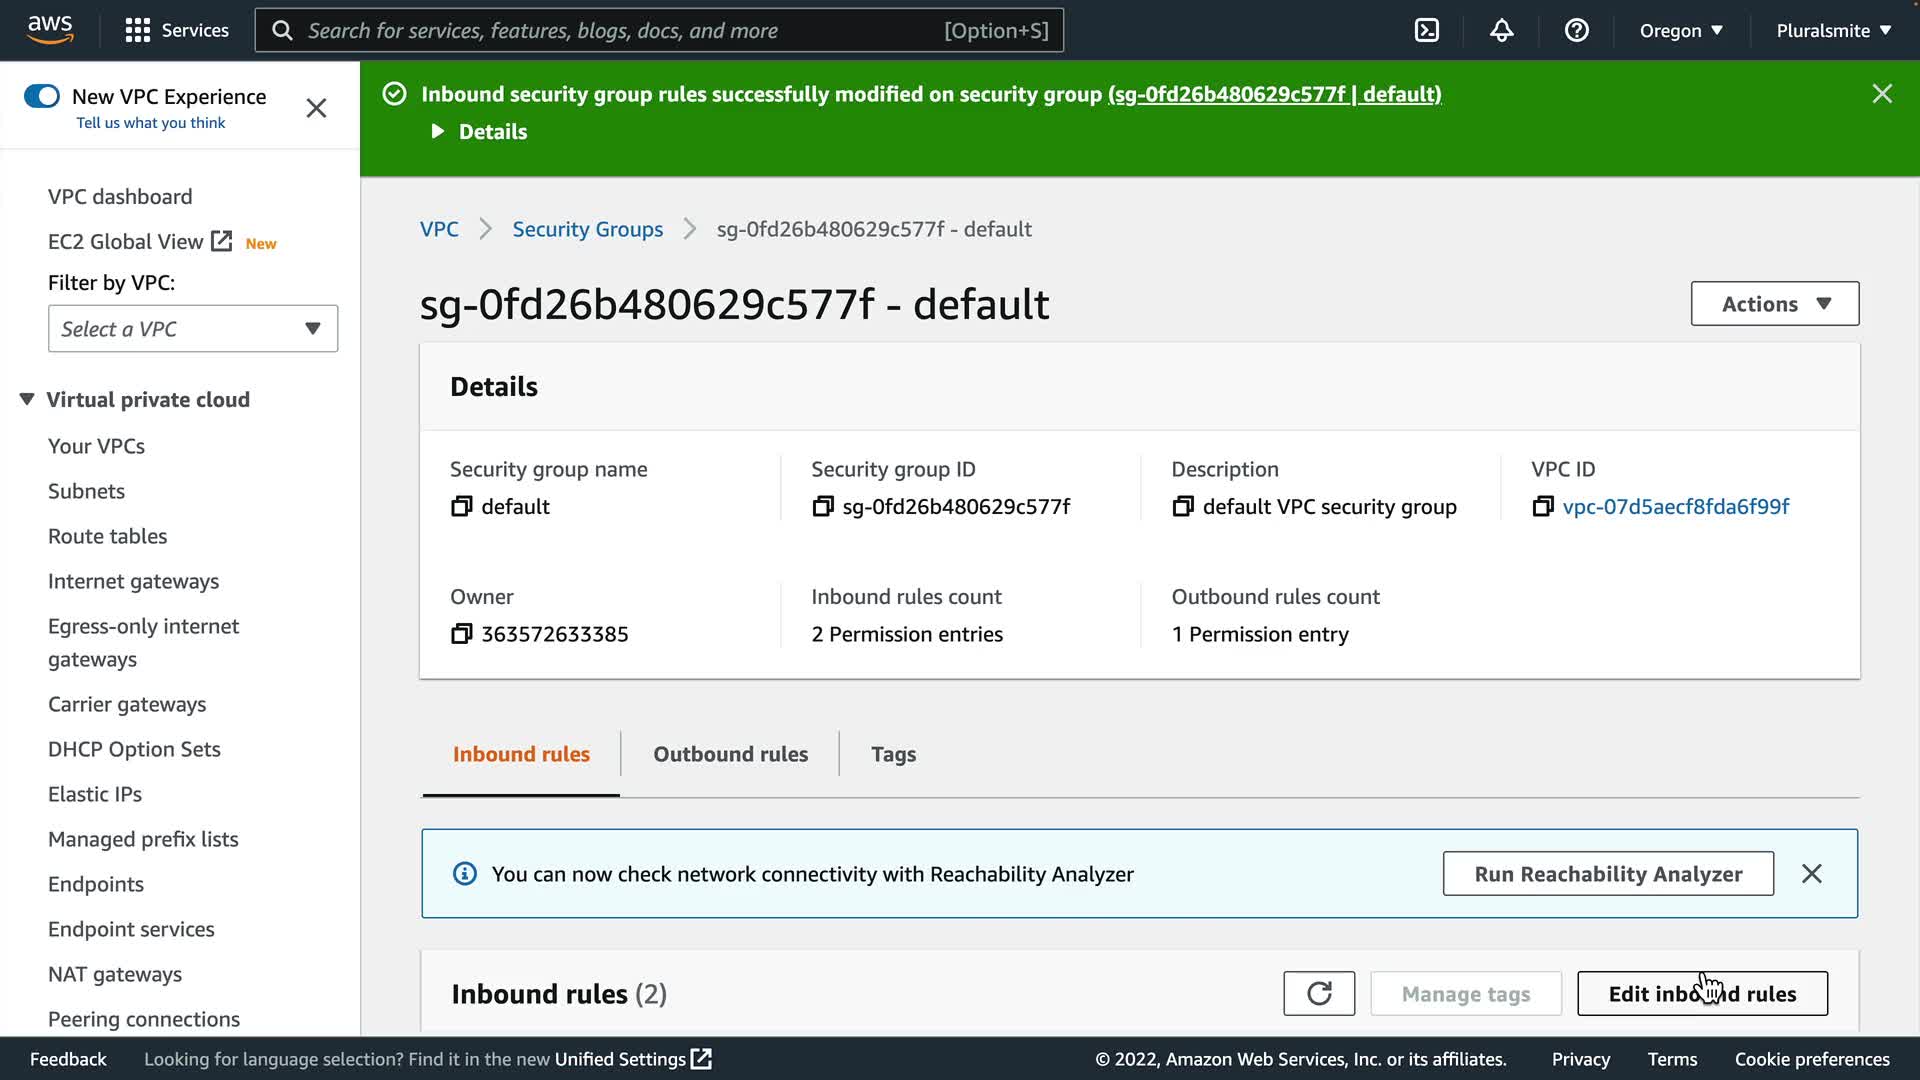 aws
Services
Search for services, features, blogs, docs, and more [Option+S]
Oregon
Pluralsmite
New VPC Experience
Tell us what you think
VPC dashboard
EC2 Global View New
Filter by VPC:
Select a VPC
Virtual private cloud
Your VPCs
Subnets
Route tables
Internet gateways
Egress-only internet
gateways
Carrier gateways
DHCP Option Sets
Elastic IPs
Managed prefix lists
Endpoints
Endpoint services
NAT gateways
Peering connections
Inbound security group rules successfully modified on security group (sg-0fd26b480629c577f | default)
Details
VPC > Security Groups > sg-0fd26b480629c577f - default
sg-0fd26b480629c577f - default
Actions
Details
Security group name
default
Security group ID
sg-0fd26b480629c577f
Description
default VPC security group
VPC ID
vpc-07d5aecf8fda6f99f
Owner
363572633385
Inbound rules count
2 Permission entries
Outbound rules count
1 Permission entry
Inbound rules
Outbound rules
Tags
You can now check network connectivity with Reachability Analyzer
Run Reachability Analyzer
Inbound rules (2)
Manage tags
Edit inbound rules
Feedback
Looking for language selection? Find it in the new Unified Settings
© 2022, Amazon Web Services, Inc. or its affiliates.
Privacy
Terms
Cookie preferences